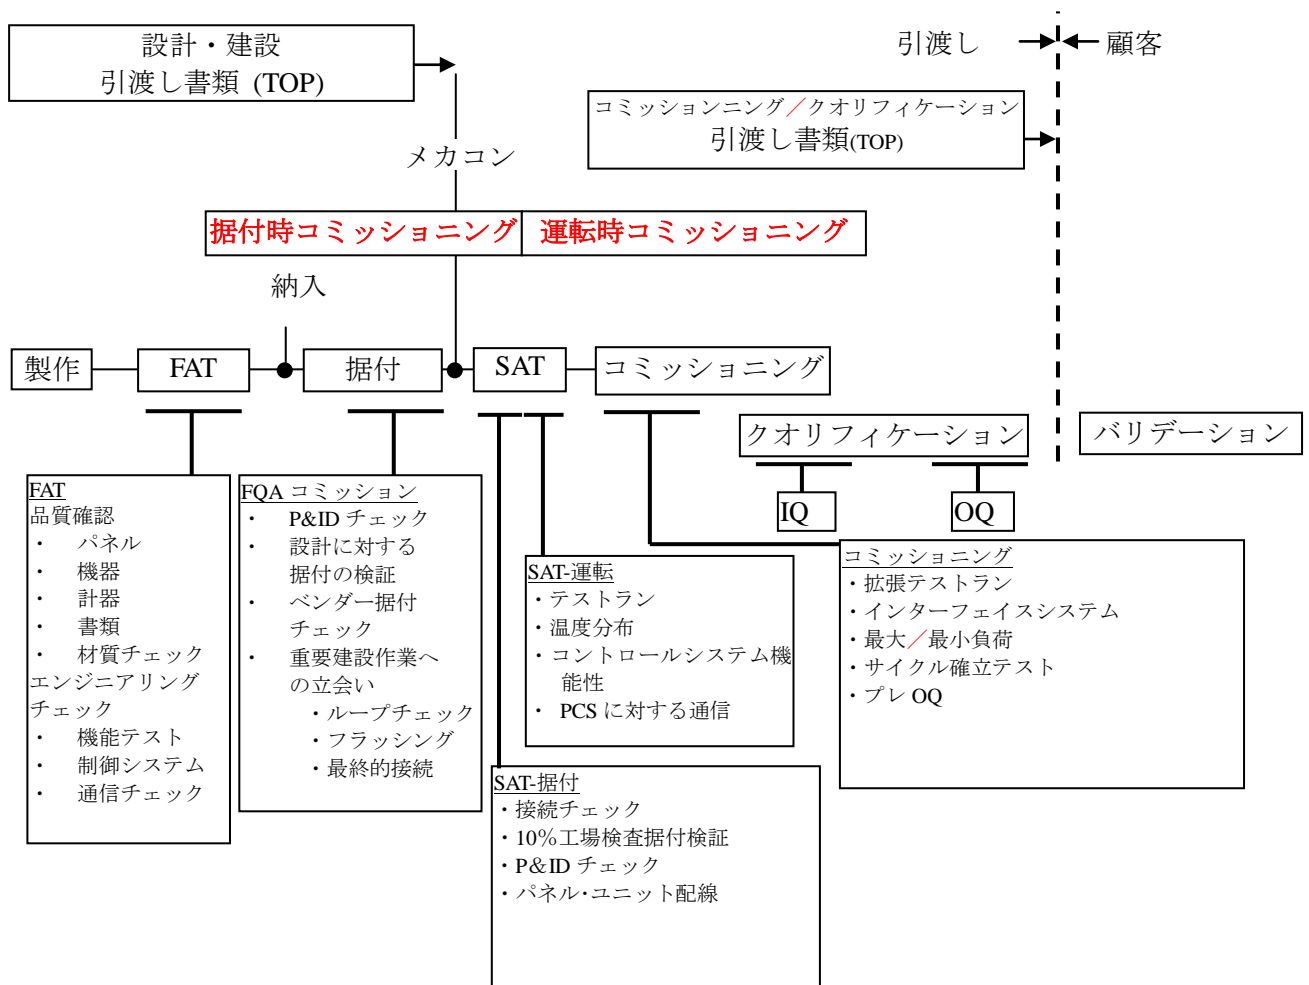 設計・建設
引渡し書類 (TOP)
引渡し
顧客
コミッションニング／クオリフィケーション
引渡し書類(TOP)
メカコン
据付時コミッショニング
運転時コミッショニング
納入
製作
FAT
据付
SAT
コミッショニング
クオリフィケーション
バリデーション
IQ
OQ
FAT
品質確認
・ パネル
・ 機器
・ 計器
・ 書類
・ 材質チェック
エンジニアリング
チェック
・ 機能テスト
・ 制御システム
・ 通信チェック
FQA コミッション
・ P&ID チェック
・ 設計に対する
据付の検証
・ ベンダー据付
チェック
・ 重要建設作業へ
の立会い
・ループチェック
・フラッシング
・最終的接続
SAT-運転
・テストラン
・温度分布
・コントロールシステム機
能性
・ PCS に対する通信
SAT-据付
・接続チェック
・10％工場検査据付検証
・P＆ID チェック
・パネル・ユニット配線
コミッショニング
・拡張テストラン
・インターフェイスシステム
・最大／最小負荷
・サイクル確立テスト
・プレ OQ